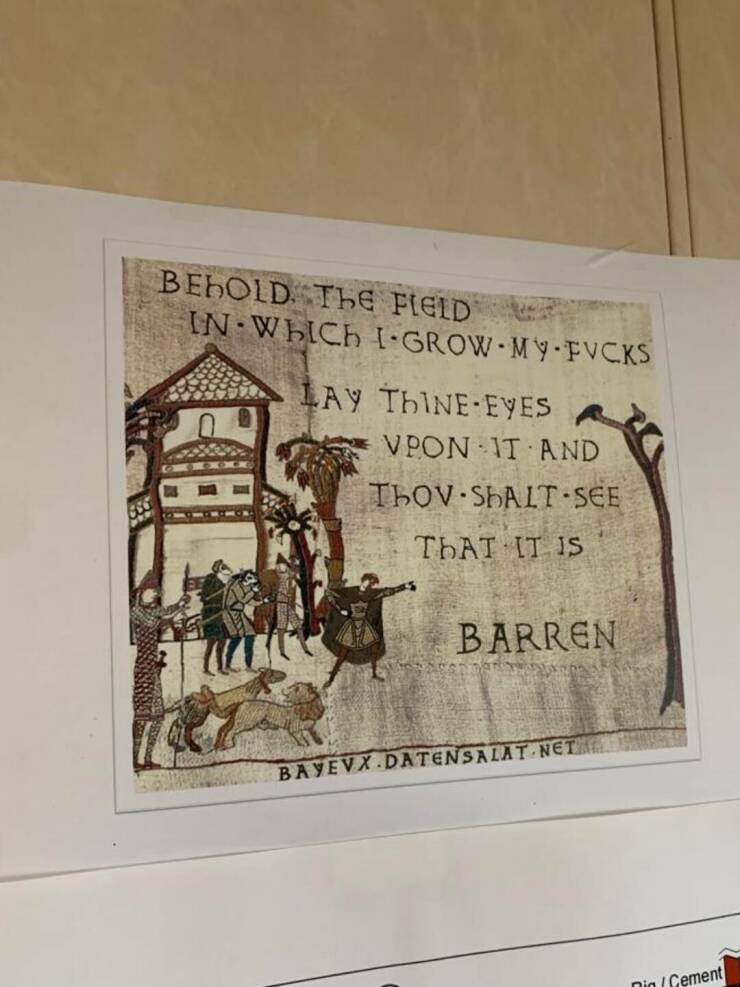 BEHOLD. THE FIELD
IN·WHICH I·GROW·MY·FVCKS
LAY THINE·EYES
VPON·IT·AND
THOV·SHALT·SEE
THAT·IT IS
BARREN
BAYEVX.DATENSALAT.NET
/ Cement